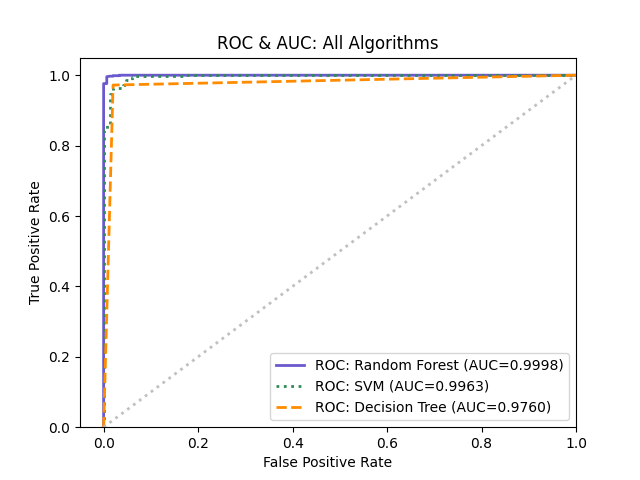 ROC & AUC: All Algorithms
True Positive Rate
1.0
0.8
0.6
0.4
0.2
0.0
ROC: Random Forest (AUC=0.9998)
ROC: SVM (AUC=0.9963)
ROC: Decision Tree (AUC=0.9760)
0.0 0.2 0.4 0.6 0.8 1.0
False Positive Rate